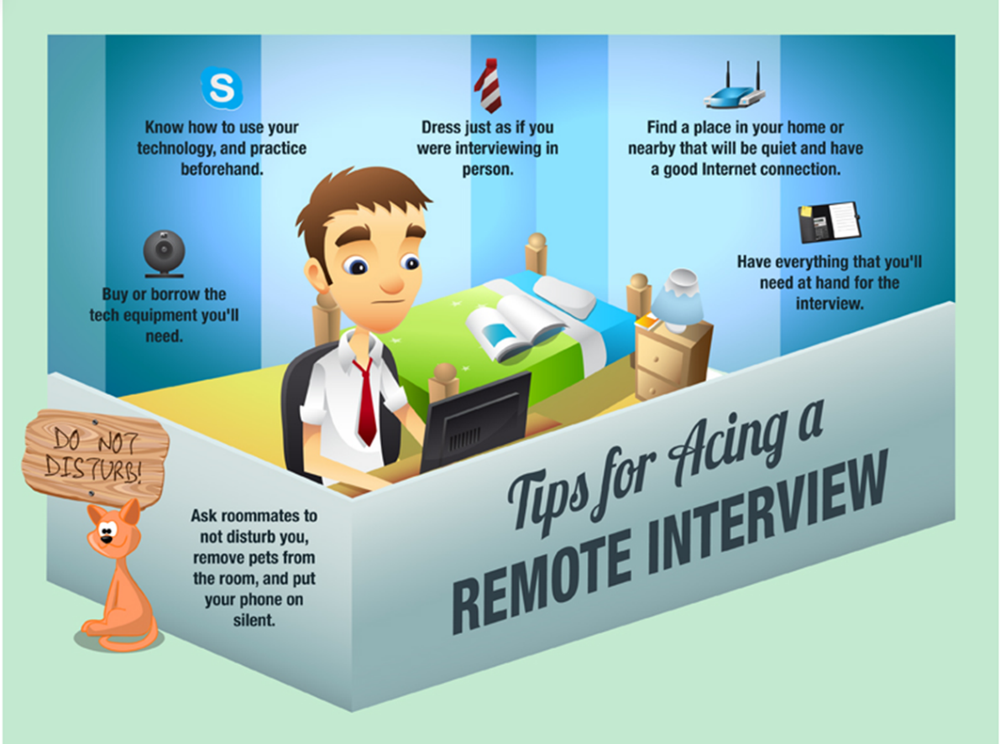 S
Know how to use your
technology, and practice
beforehand.
Dress just as if you
were interviewing in
person.
Find a place in your home or
nearby that will be quiet and have
a good Internet connection.
Buy or borrow the
tech equipment you'll
need.
Have everything that you'll
need at hand for the
interview.
DO NOT
DISTURB!
Ask roommates to
not disturb you,
remove pets from
the room, and put
your phone on
silent.
Tips for Acing a
REMOTE INTERVIEW